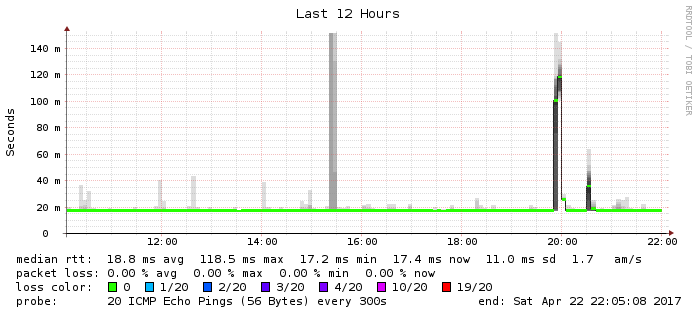 Last 12 Hours
RRDTOOL / TOBI OETIKER
Seconds
140 m
120 m
100 m
80 m
60 m
40 m
20 m
0
12:00 14:00 16:00 18:00 20:00 22:00
median rtt: 18.8 ms avg 118.5 ms max 17.2 ms min 17.4 ms now 11.0 ms sd 1.7 am/s
packet loss: 0.00 % avg 0.00 % max 0.00 % min 0.00 % now
loss color: 0 1/20 2/20 3/20 4/20 10/20 19/20
probe: 20 ICMP Echo Pings (56 Bytes) every 300s end: Sat Apr 22 22:05:08 2017